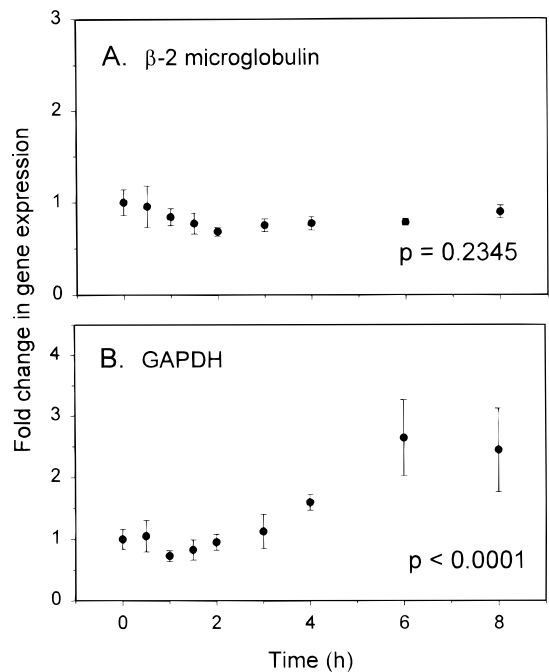 3
A. β-2 microglobulin
2
1
p = 0.2345
0
Fold change in gene expression
4
B. GAPDH
3
2
1
p < 0.0001
0
0 2 4 6 8
Time (h)